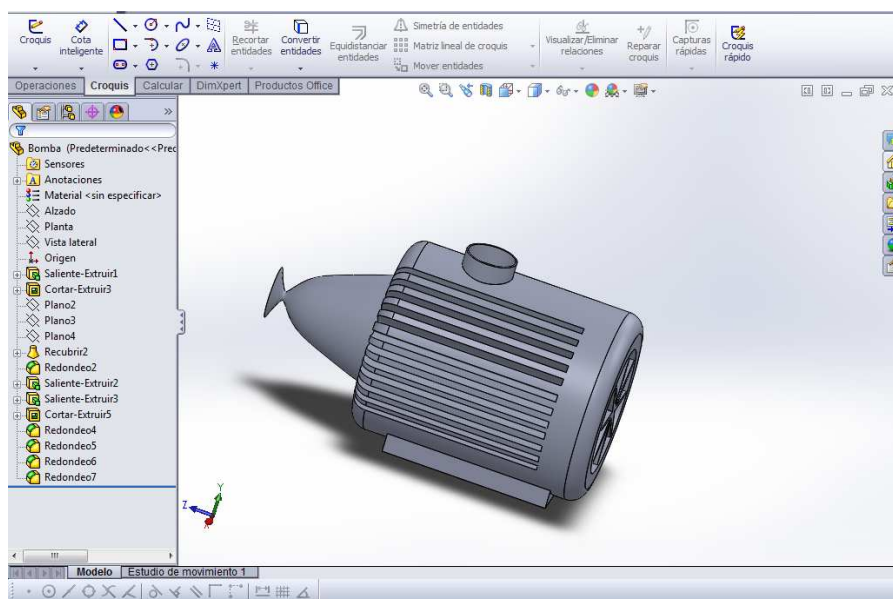 Croquis
Cota inteligente
Recortar entidades
Convertir entidades
Equidistanciar entidades
Simetría de entidades
Matriz lineal de croquis
Mover entidades
Visualizar/Eliminar relaciones
Reparar croquis
Capturas rápidas
Croquis rápido
Operaciones Croquis Calcular DimXpert Productos Office
Bomba (Predeterminado<<Pred
Sensores
Anotaciones
Material <sin especificar>
Alzado
Planta
Vista lateral
Origen
Saliente-Extruir1
Cortar-Extruir3
Plano2
Plano3
Plano4
Recubrir2
Redondeo2
Saliente-Extruir2
Saliente-Extruir3
Cortar-Extruir5
Redondeo4
Redondeo5
Redondeo6
Redondeo7
Y
Z
X
Modelo Estudio de movimiento 1